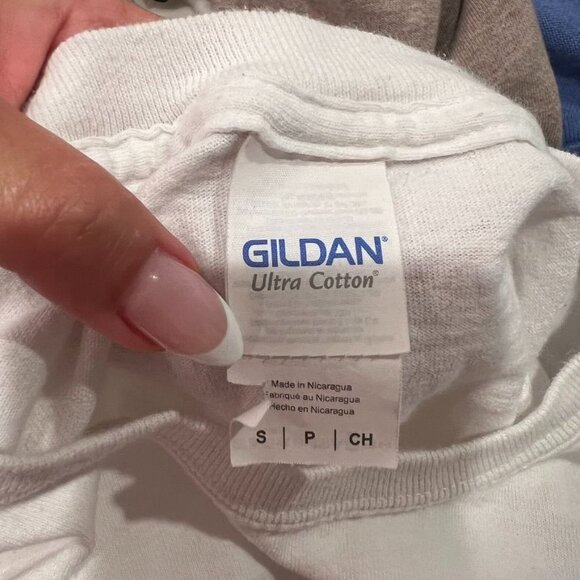 GILDAN®
Ultra Cotton®
Made in Nicaragua
Fabriqué au Nicaragua
Hecho en Nicaragua
S | P | CH